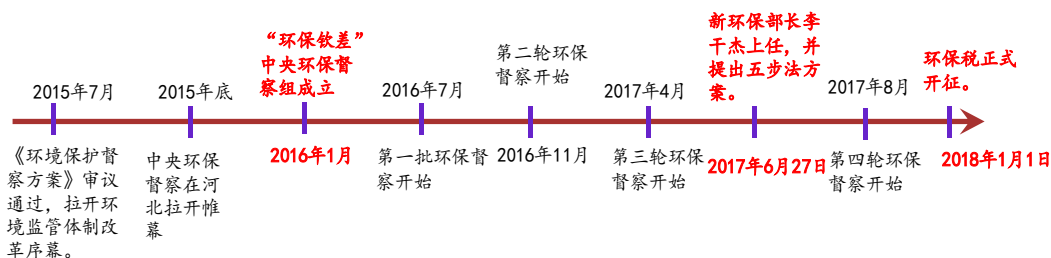 2015年7月
《环境保护督
察方案》审议
通过，拉开环
境监管体制改
革序幕。
2015年底
中央环保
督察在河
北拉开帷
幕
“环保钦差”
中央环保督
察组成立
2016年1月
2016年7月
第一批环保督
察开始
第二轮环保
督察开始
2016年11月
2017年4月
第三轮环保
督察开始
新环保部长李
干杰上任，并
提出五步法方
案。
2017年6月27日
2017年8月
第四轮环保
督察开始
环保税正式
开征。
2018年1月1日